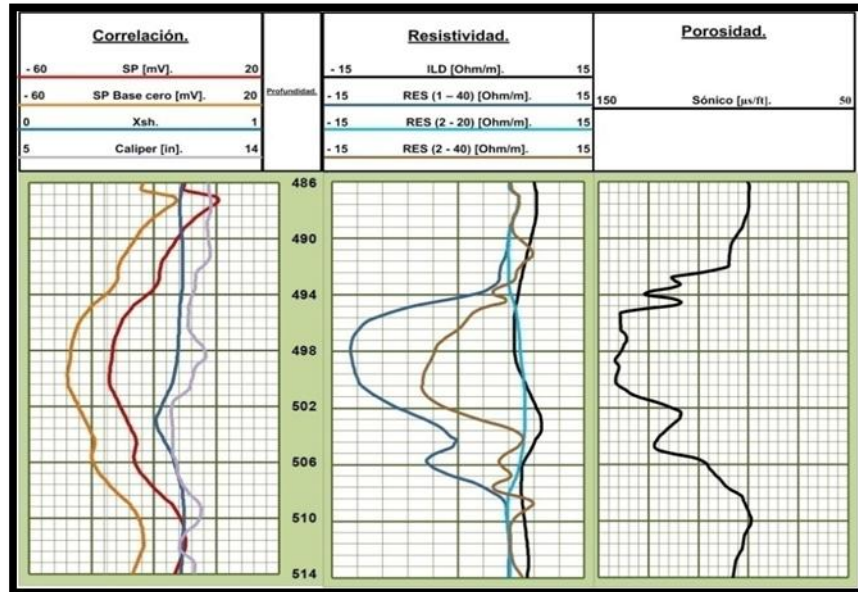 Correlación.
- 60 SP [mV]. 20
- 60 SP Base cero [mV]. 20
0 Xsh. 1
5 Caliper [in]. 14
Profundidad.
Resistividad.
- 15 ILD [Ohm/m]. 15
- 15 RES (1 – 40) [Ohm/m]. 15
- 15 RES (2 - 20) [Ohm/m]. 15
- 15 RES (2 - 40) [Ohm/m]. 15
Porosidad.
150 Sónico [µs/ft]. 50
486
490
494
498
502
506
510
514